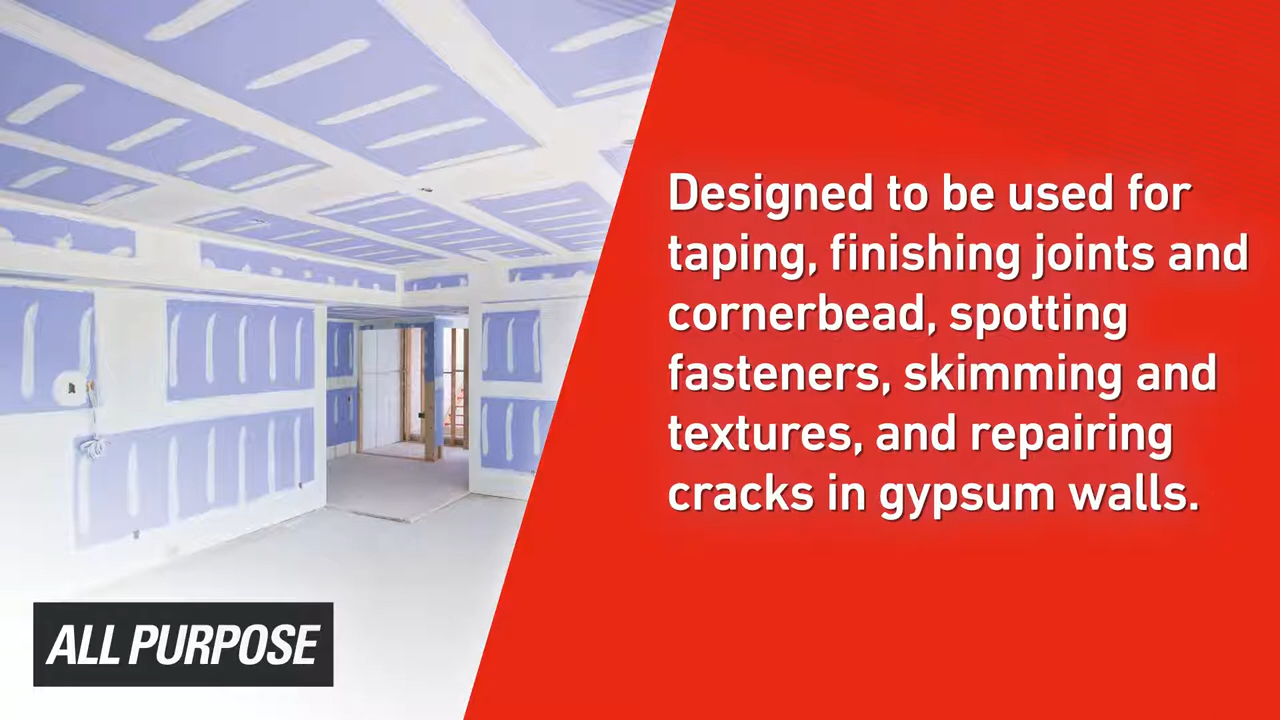 Designed to be used for
taping, finishing joints and
cornerbead, spotting
fasteners, skimming and
textures, and repairing
cracks in gypsum walls.
ALL PURPOSE